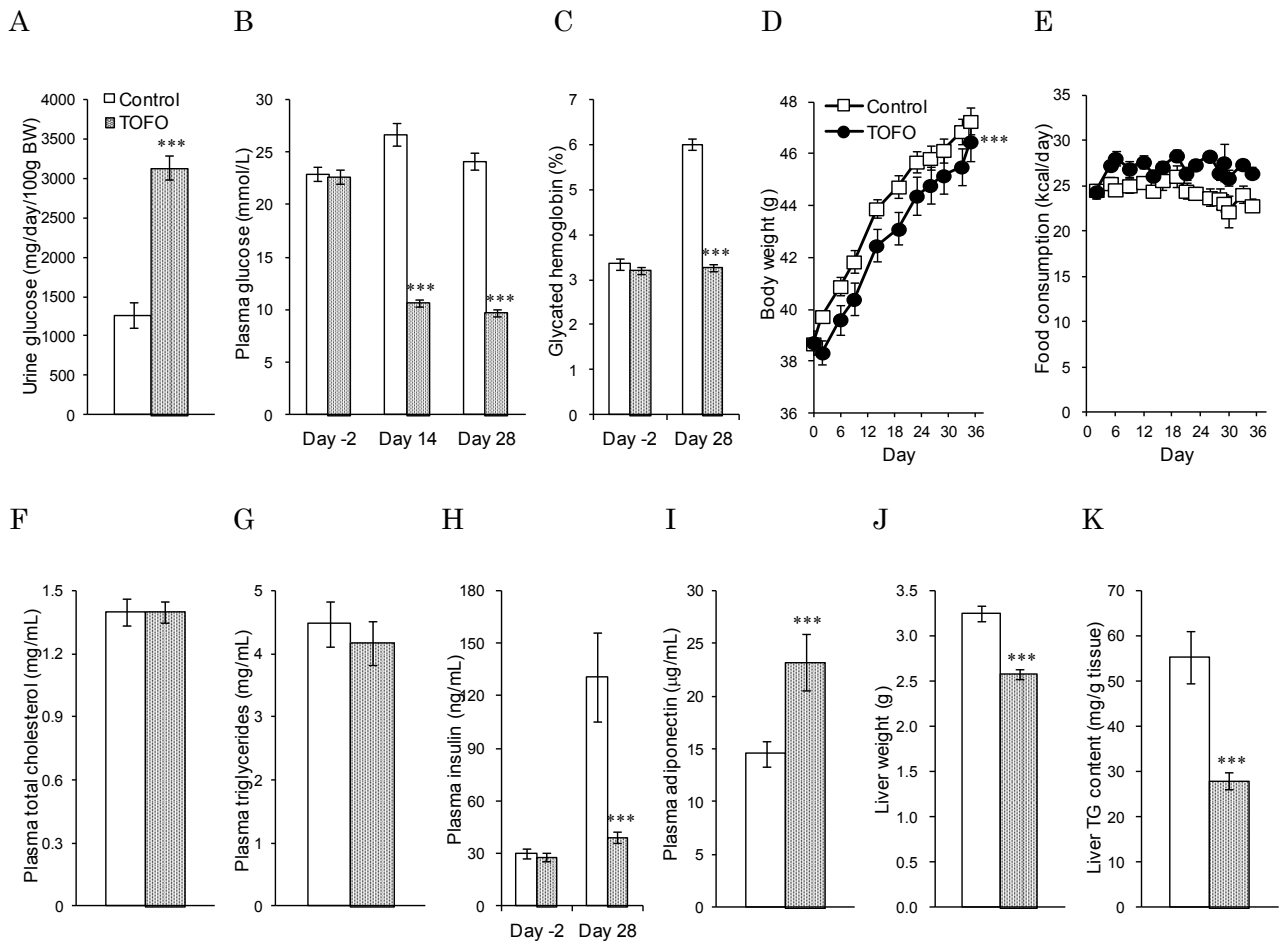 A
B
C
D
E
Urine glucose (mg/day/100g BW)
4000
3500
3000
2500
2000
1500
1000
500
0
Control
TOFO
***
Plasma glucose (mmol/L)
30
25
20
15
10
5
0
***
***
Day -2
Day 14
Day 28
Glycated hemoglobin (%)
7
6
5
4
3
2
1
0
***
Day -2
Day 28
Body weight (g)
48
46
44
42
40
38
36
Control
TOFO
***
0
6
12
18
24
30
36
Day
Food consumption (kcal/day)
35
30
25
20
15
10
5
0
0
6
12
18
24
30
36
Day
F
G
H
I
J
K
Plasma total cholesterol (mg/mL)
1.5
1.2
0.9
0.6
0.3
0
Plasma triglycerides (mg/mL)
5
4
3
2
1
0
Plasma insulin (ng/mL)
180
150
120
90
60
30
0
***
Day -2
Day 28
Plasma adiponectin (µg/mL)
30
25
20
15
10
5
0
***
Liver weight (g)
3.5
3.0
2.5
2.0
1.5
1.0
0.5
0.0
***
Liver TG content (mg/g tissue)
70
60
50
40
30
20
10
0
***